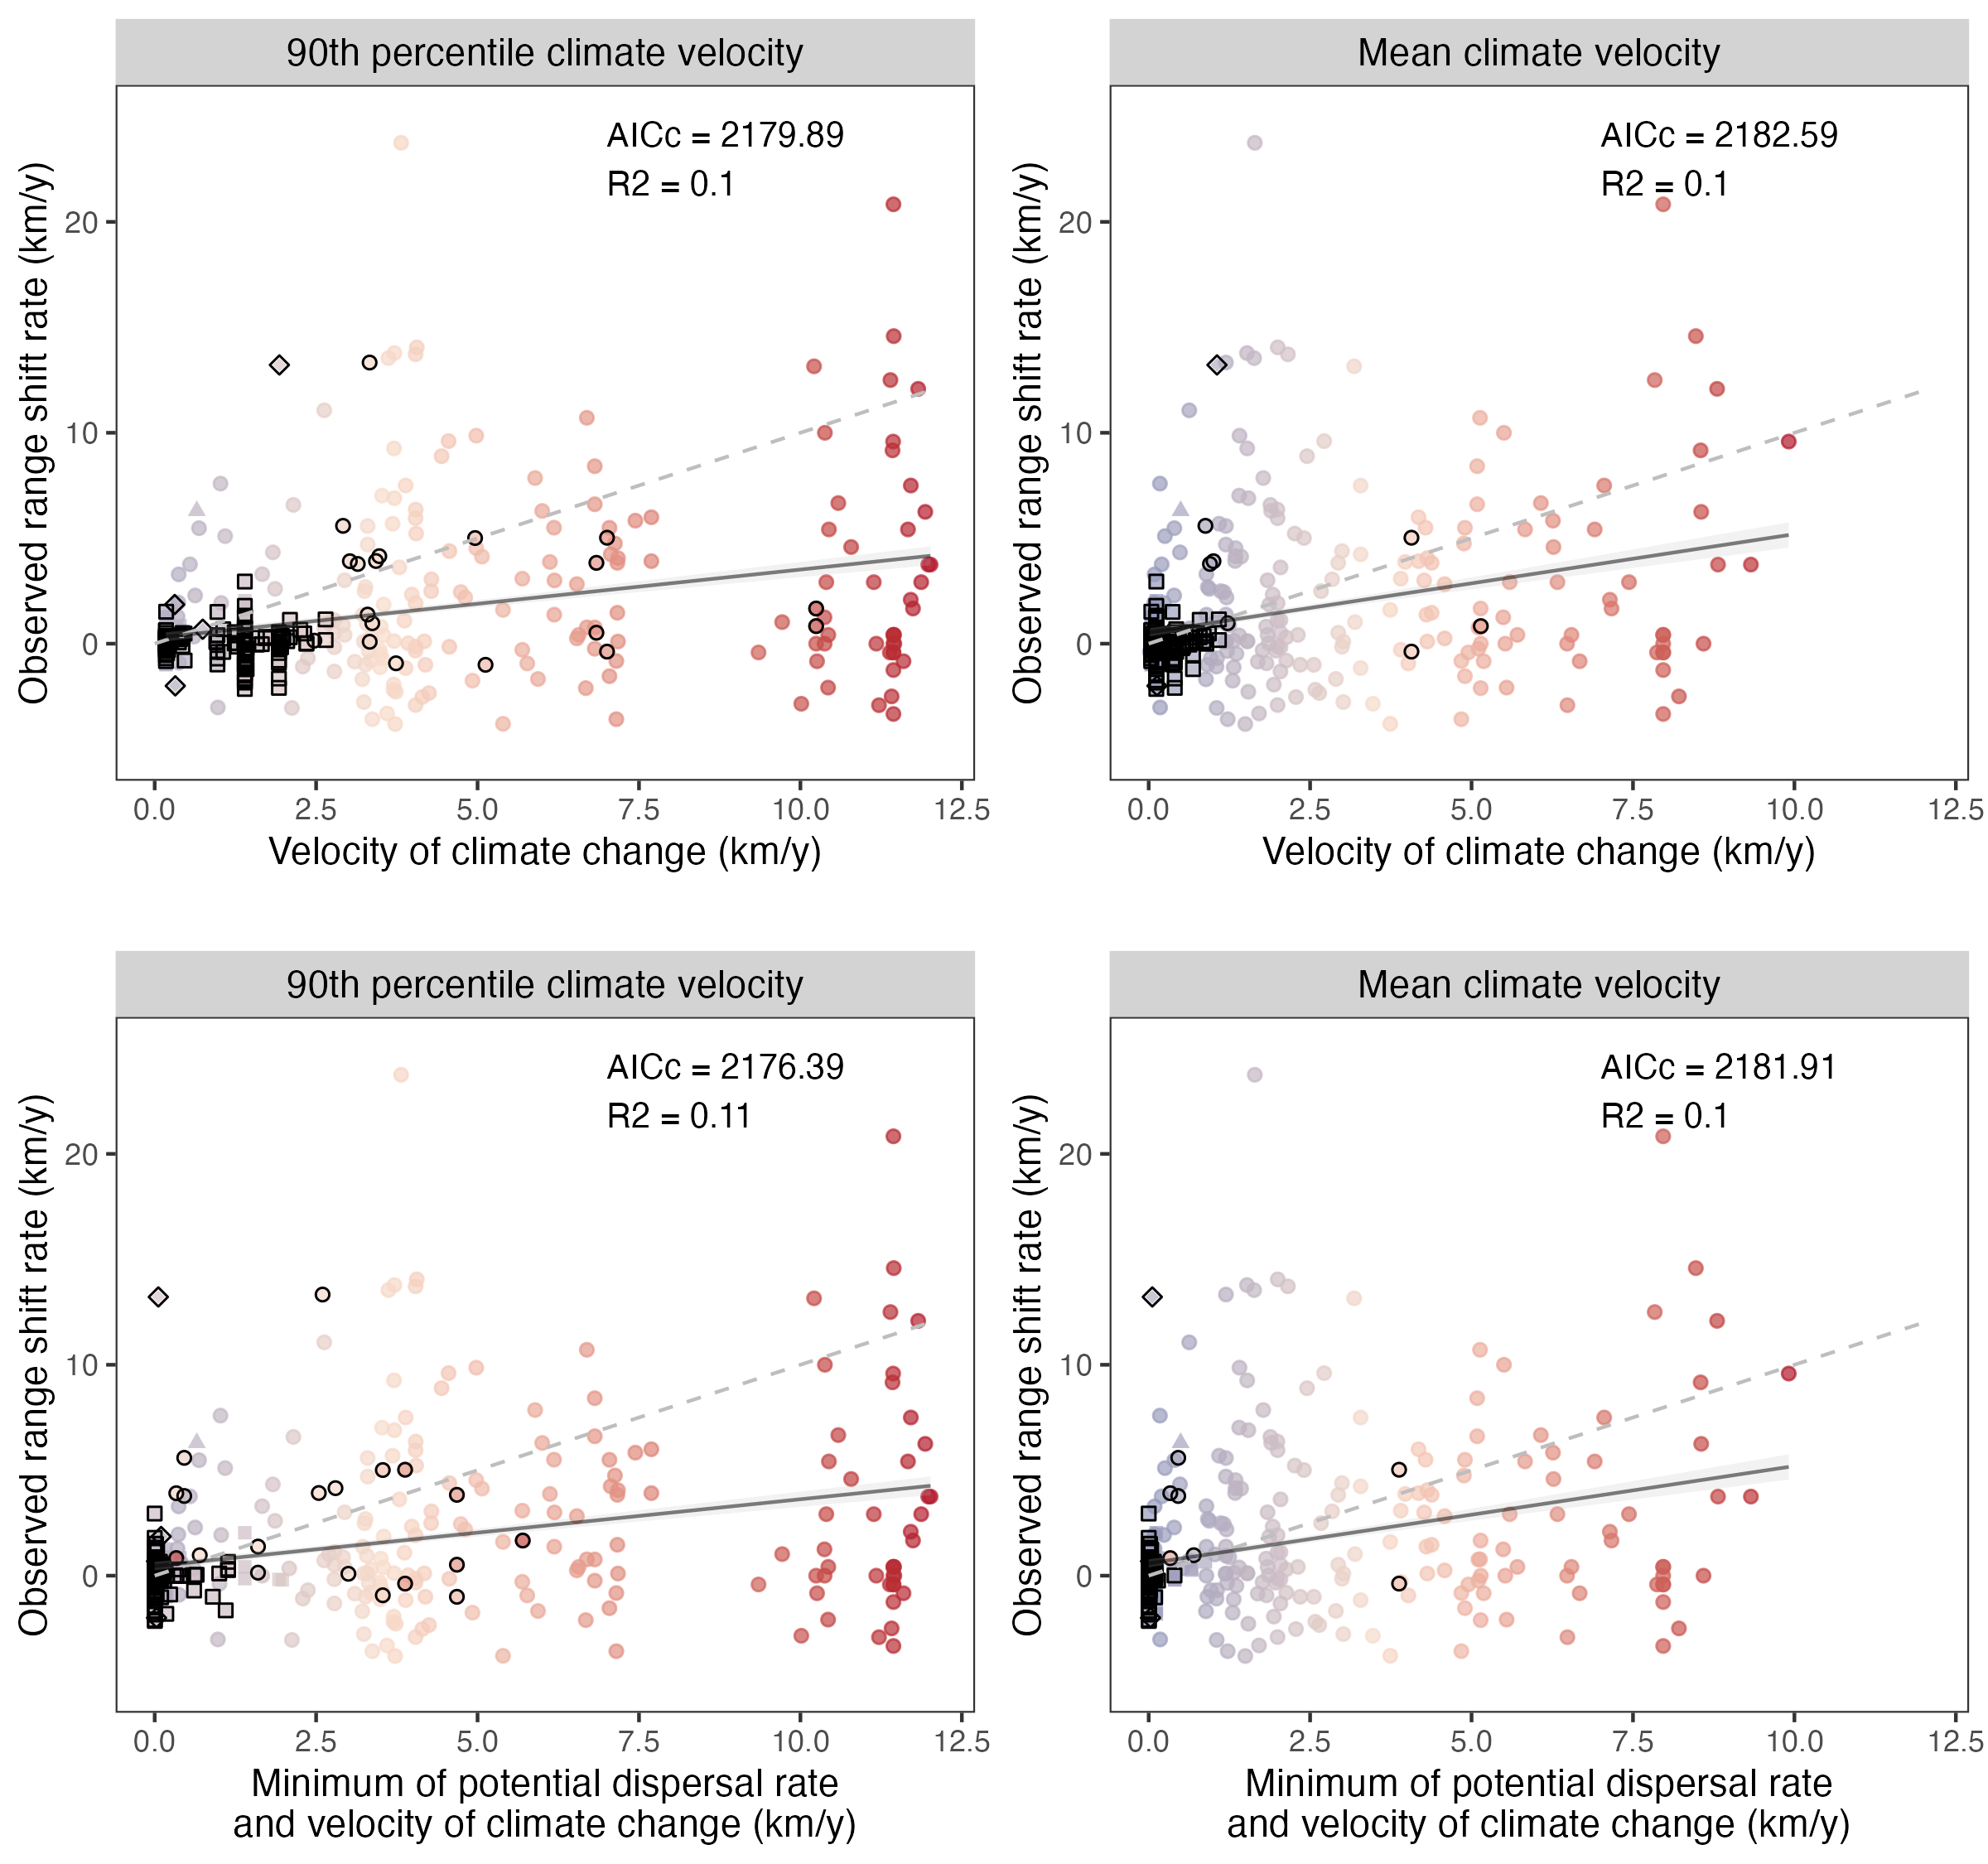 90th percentile climate velocity
AICc = 2179.89
R2 = 0.1
Observed range shift rate (km/y)
20
10
0
0.0 2.5 5.0 7.5 10.0 12.5
Velocity of climate change (km/y)
Mean climate velocity
AICc = 2182.59
R2 = 0.1
Observed range shift rate (km/y)
20
10
0
0.0 2.5 5.0 7.5 10.0 12.5
Velocity of climate change (km/y)
90th percentile climate velocity
AICc = 2176.39
R2 = 0.11
Observed range shift rate (km/y)
20
10
0
0.0 2.5 5.0 7.5 10.0 12.5
Minimum of potential dispersal rate
and velocity of climate change (km/y)
Mean climate velocity
AICc = 2181.91
R2 = 0.1
Observed range shift rate (km/y)
20
10
0
0.0 2.5 5.0 7.5 10.0 12.5
Minimum of potential dispersal rate
and velocity of climate change (km/y)